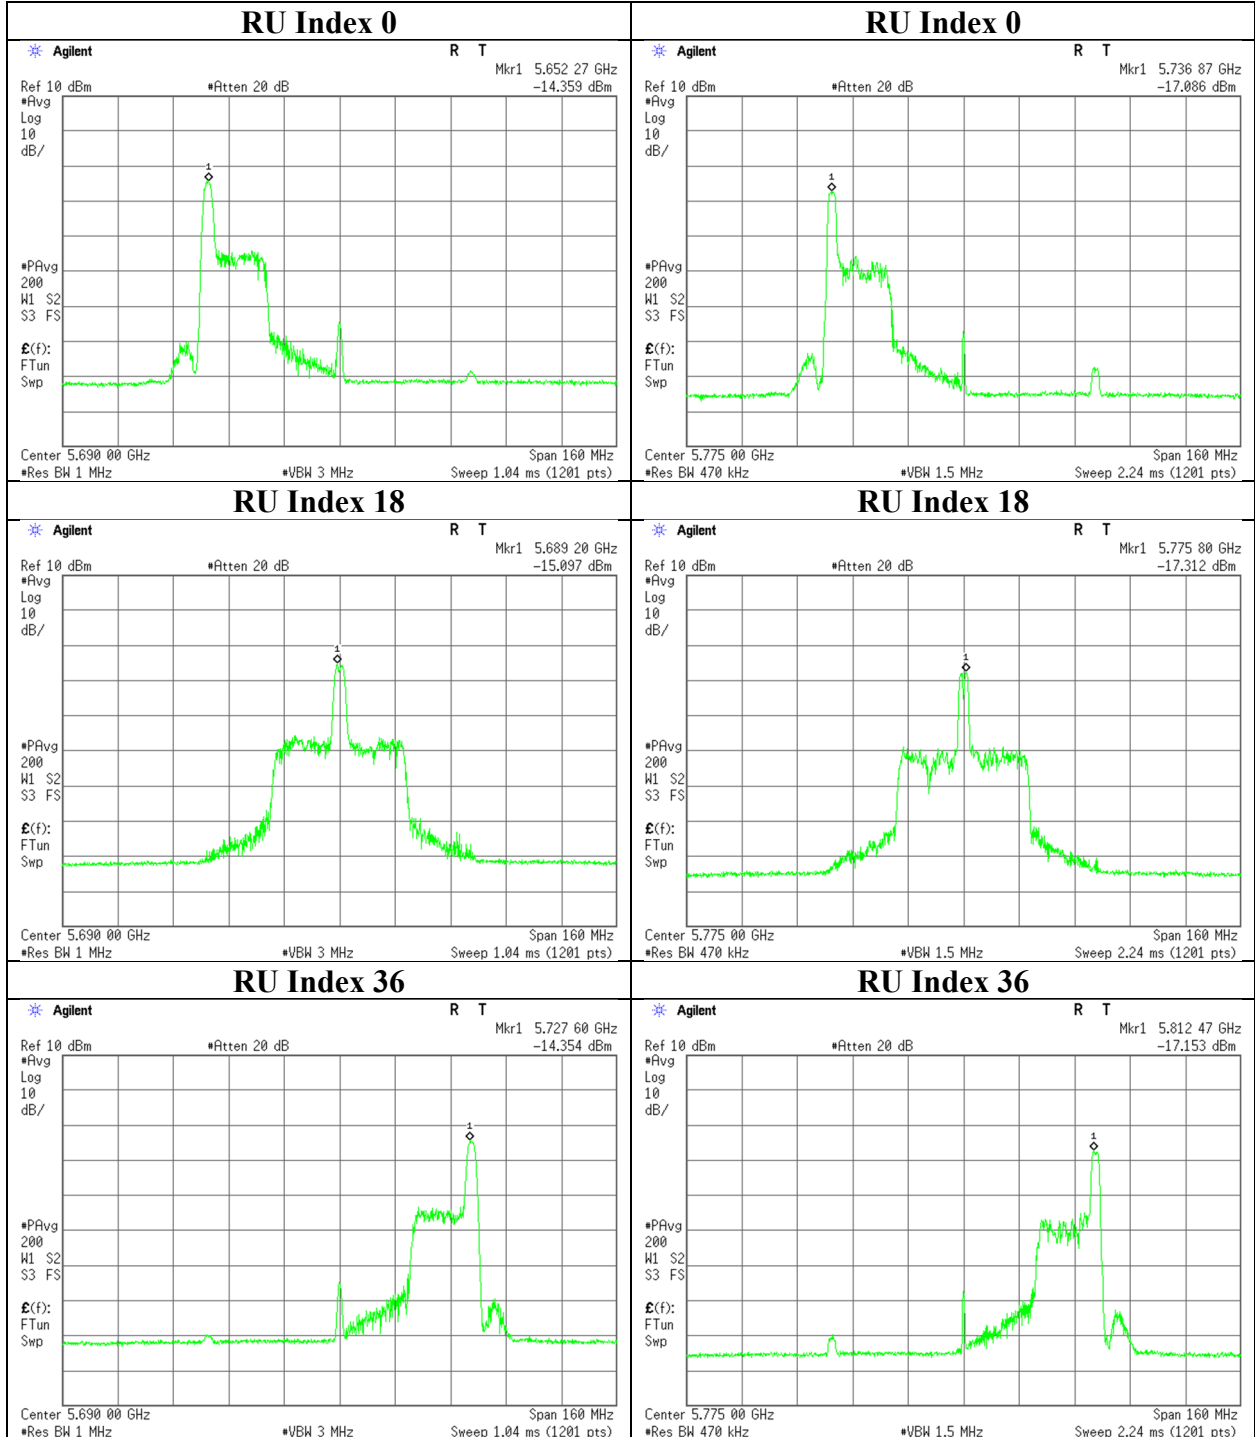 RU Index 0
RU Index 0
Agilent R T
Mkr1 5.652 27 GHz
Ref 10 dBm #Atten 20 dB -14.359 dBm
#Avg
Log
10
dB/
1
#PAvg
200
W1 S2
S3 FS
£(f):
FTun
Swp
Center 5.690 00 GHz Span 160 MHz
#Res BW 1 MHz #VBW 3 MHz Sweep 1.04 ms (1201 pts)
Agilent R T
Mkr1 5.736 87 GHz
Ref 10 dBm #Atten 20 dB -17.086 dBm
#Avg
Log
10
dB/
1
#PAvg
200
W1 S2
S3 FS
£(f):
FTun
Swp
Center 5.775 00 GHz Span 160 MHz
#Res BW 470 kHz #VBW 1.5 MHz Sweep 2.24 ms (1201 pts)
RU Index 18
RU Index 18
Agilent R T
Mkr1 5.689 20 GHz
Ref 10 dBm #Atten 20 dB -15.097 dBm
#Avg
Log
10
dB/
1
#PAvg
200
W1 S2
S3 FS
£(f):
FTun
Swp
Center 5.690 00 GHz Span 160 MHz
#Res BW 1 MHz #VBW 3 MHz Sweep 1.04 ms (1201 pts)
Agilent R T
Mkr1 5.775 80 GHz
Ref 10 dBm #Atten 20 dB -17.312 dBm
#Avg
Log
10
dB/
1
#PAvg
200
W1 S2
S3 FS
£(f):
FTun
Swp
Center 5.775 00 GHz Span 160 MHz
#Res BW 470 kHz #VBW 1.5 MHz Sweep 2.24 ms (1201 pts)
RU Index 36
RU Index 36
Agilent R T
Mkr1 5.727 60 GHz
Ref 10 dBm #Atten 20 dB -14.354 dBm
#Avg
Log
10
dB/
1
#PAvg
200
W1 S2
S3 FS
£(f):
FTun
Swp
Center 5.690 00 GHz Span 160 MHz
#Res BW 1 MHz #VBW 3 MHz Sweep 1.04 ms (1201 pts)
Agilent R T
Mkr1 5.812 47 GHz
Ref 10 dBm #Atten 20 dB -17.153 dBm
#Avg
Log
10
dB/
1
#PAvg
200
W1 S2
S3 FS
£(f):
FTun
Swp
Center 5.775 00 GHz Span 160 MHz
#Res BW 470 kHz #VBW 1.5 MHz Sweep 2.24 ms (1201 pts)